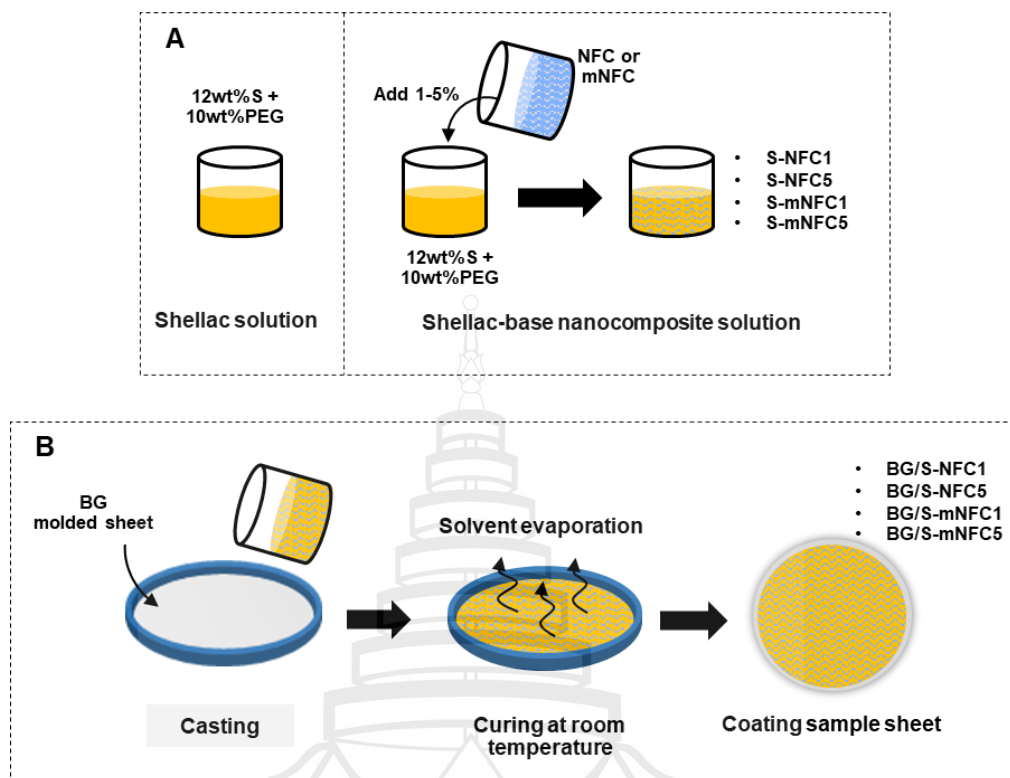 A
12wt%S +
10wt%PEG
Shellac solution
NFC or
mNFC
Add 1-5%
12wt%S +
10wt%PEG
• S-NFC1
• S-NFC5
• S-mNFC1
• S-mNFC5
Shellac-base nanocomposite solution
B
BG
molded sheet
Casting
Solvent evaporation
Curing at room
temperature
• BG/S-NFC1
• BG/S-NFC5
• BG/S-mNFC1
• BG/S-mNFC5
Coating sample sheet